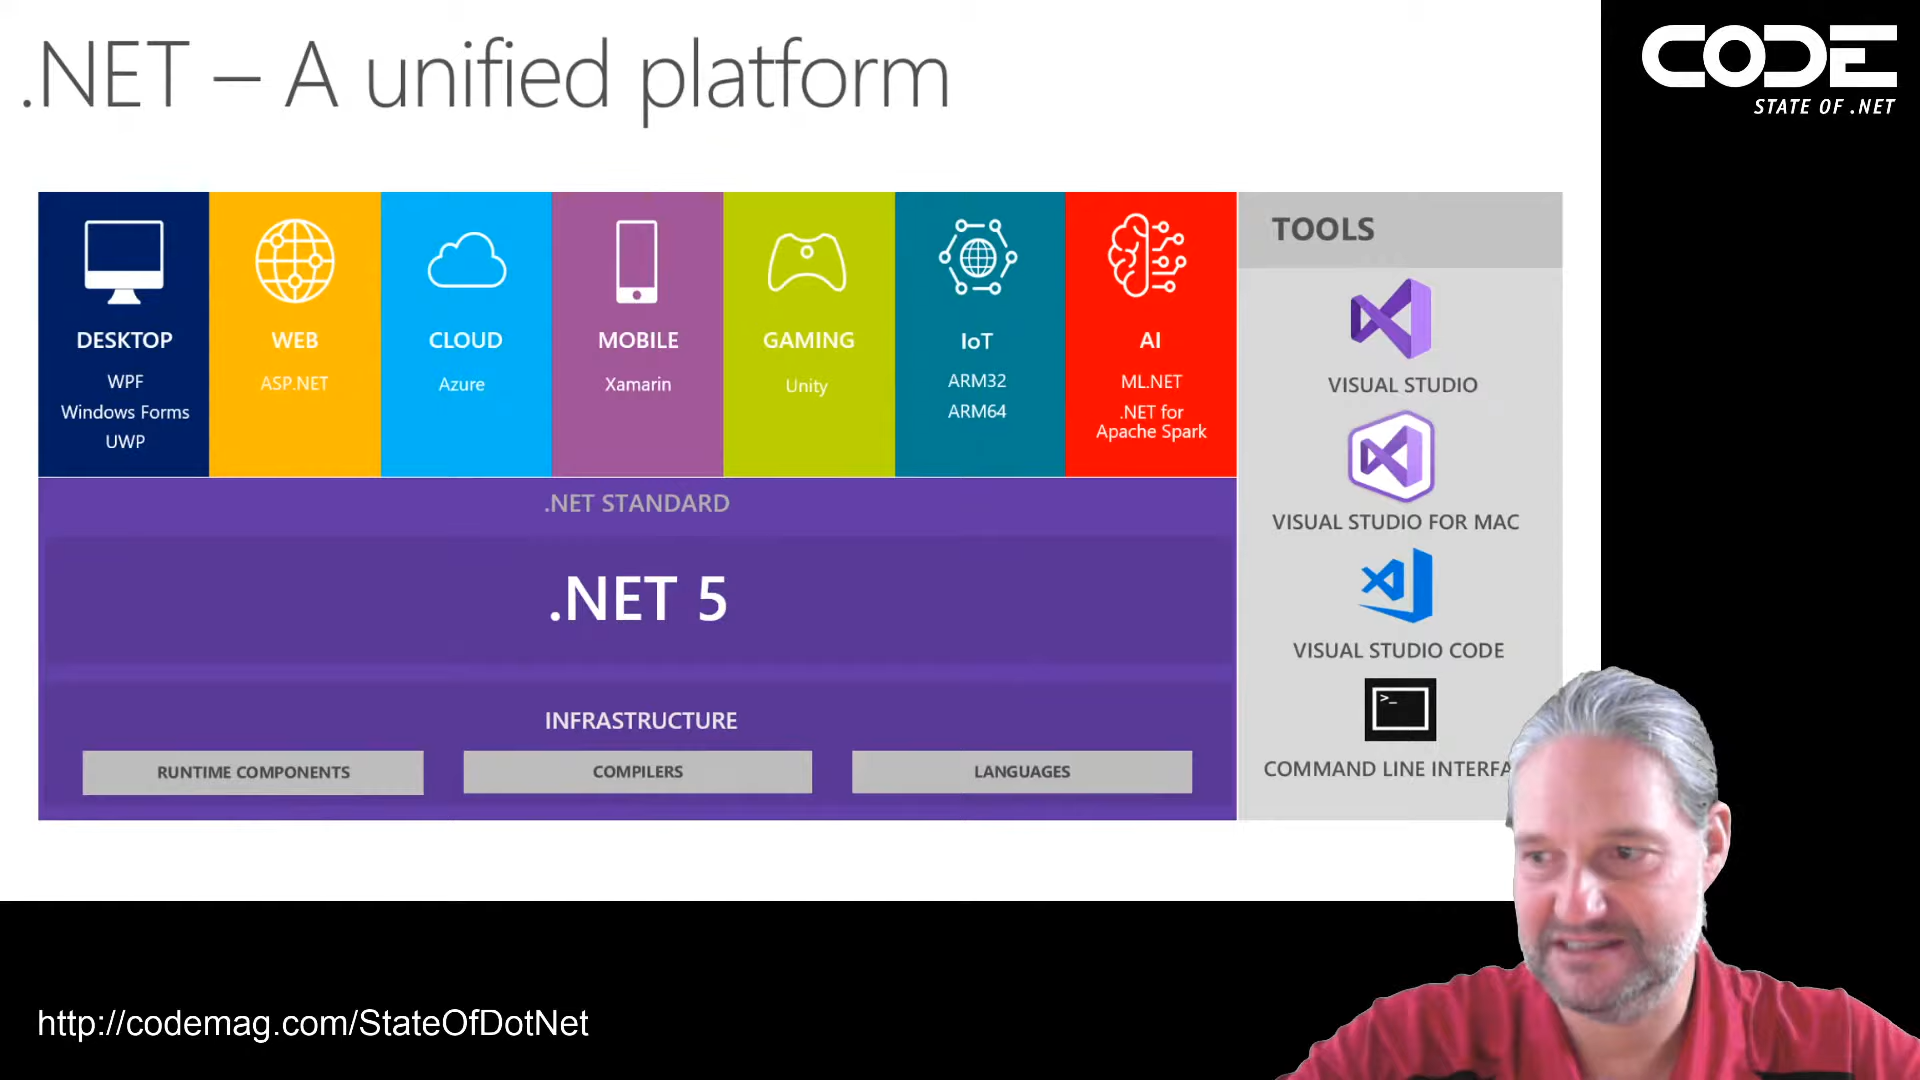 .NET – A unified platform
CODE
STATE OF .NET
DESKTOP
WPF
Windows Forms
UWP
WEB
ASP.NET
CLOUD
Azure
MOBILE
Xamarin
GAMING
Unity
IoT
ARM32
ARM64
AI
ML.NET
.NET for
Apache Spark
TOOLS
VISUAL STUDIO
VISUAL STUDIO FOR MAC
VISUAL STUDIO CODE
>_
COMMAND LINE INTERFA
.NET STANDARD
.NET 5
INFRASTRUCTURE
RUNTIME COMPONENTS
COMPILERS
LANGUAGES
http://codemag.com/StateOfDotNet